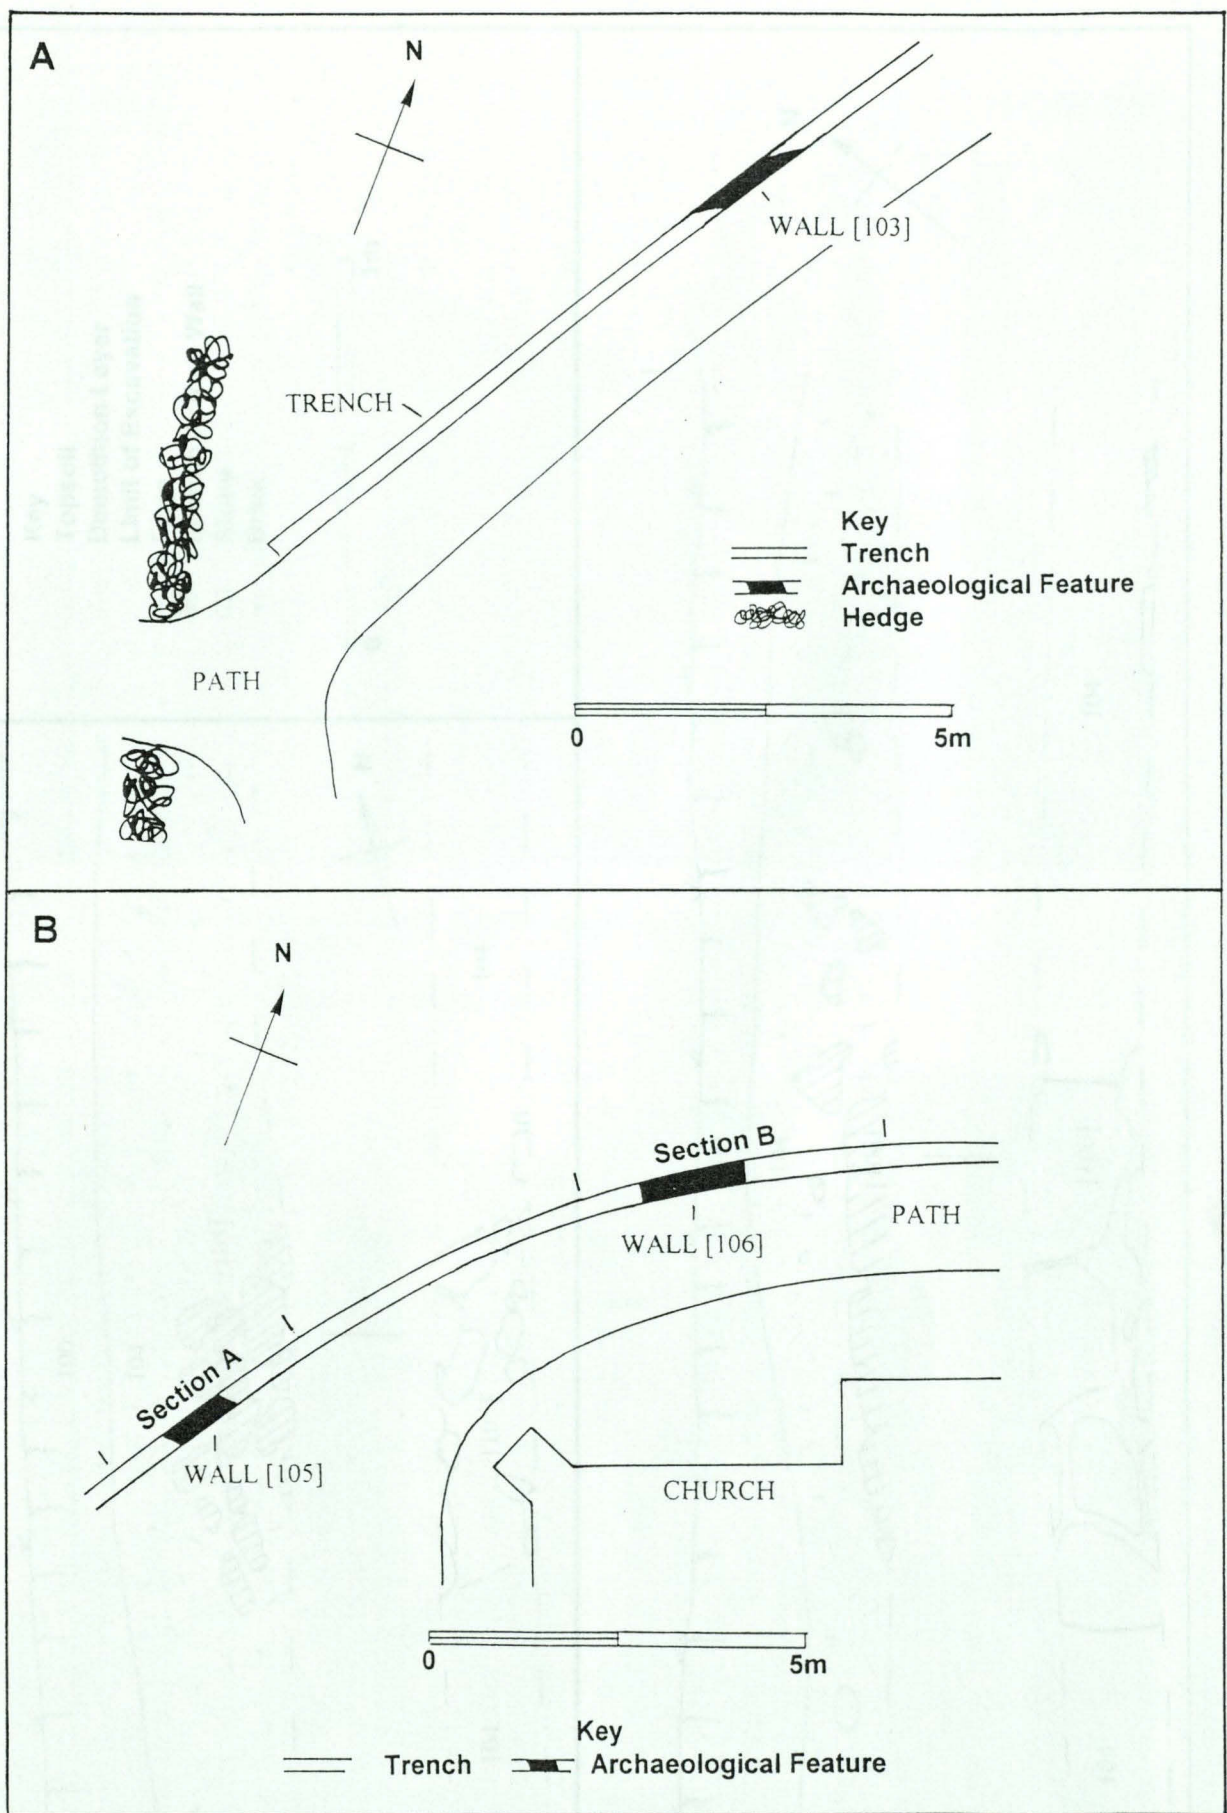 A
N
WALL [103]
TRENCH
Key
Trench
Archaeological Feature
Hedge
PATH
0 5m
B
N
Section B
PATH
WALL [106]
Section A
WALL [105]
CHURCH
0 5m
Key
Trench Archaeological Feature